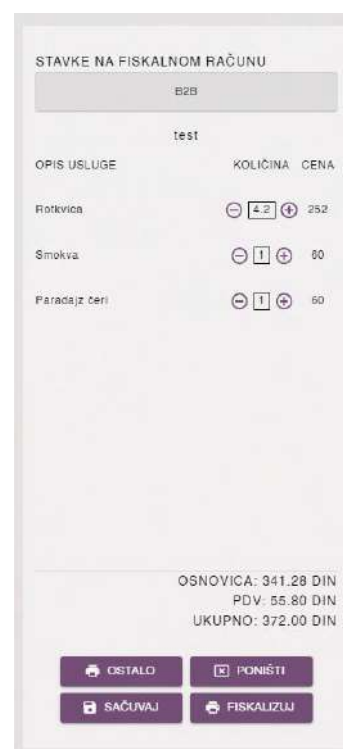 STAVKE NA FISKALNOM RAČUNU
B2B
test
OPIS USLUGE KOLIČINA CENA
Rotkvica 4.2 252
Smokva 1 60
Paradajz čeri 1 60
OSNOVICA: 341.28 DIN
PDV: 55.80 DIN
UKUPNO: 372.00 DIN
OSTALO PONIŠTI
SAČUVAJ FISKALIZUJ